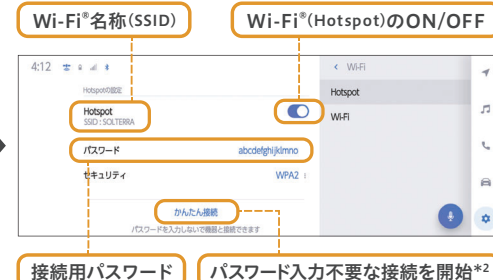 Wi-Fi®名称(SSID)
Wi-Fi®(Hotspot)のON/OFF
4:12
Wi-Fi
Hotspotの設定
Hotspot
Hotspot
SSID : SOLTERRA
Wi-Fi
パスワード
abcdefghijklmno
セキュリティ
WPA2
かんたん接続
パスワードを入力しないで機器と接続できます
接続用パスワード
パスワード入力不要な接続を開始*2